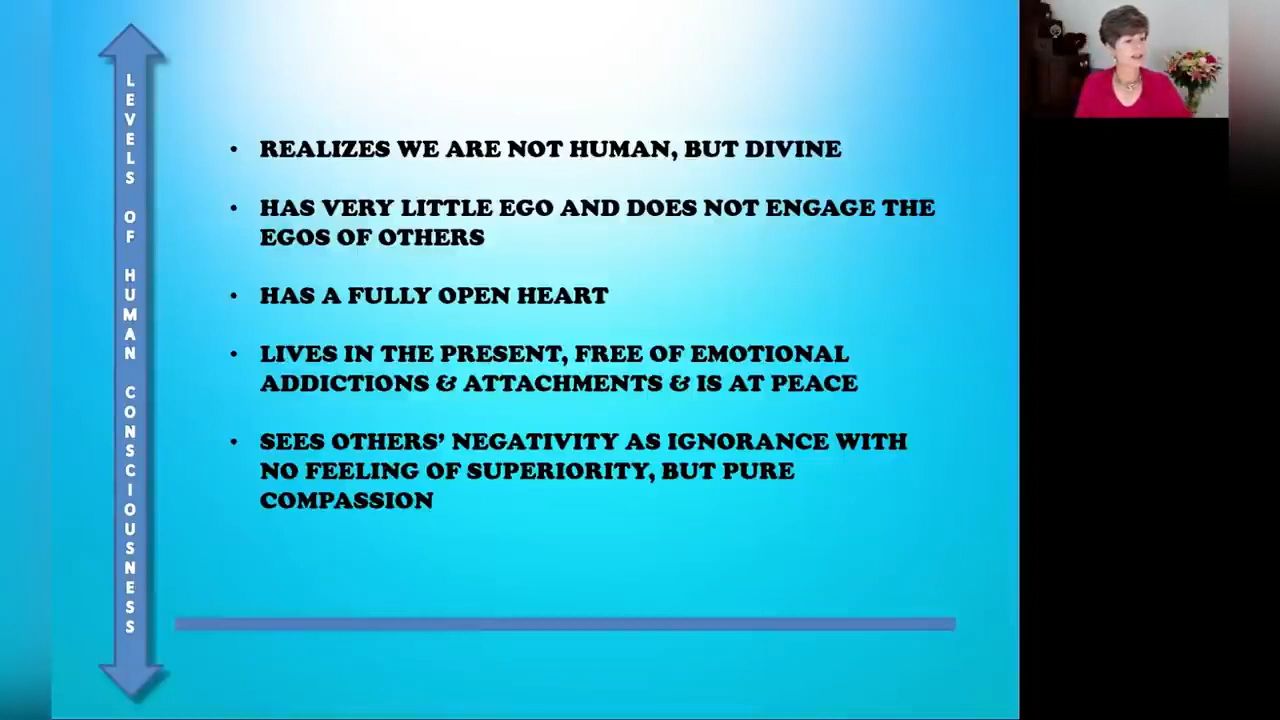 LEVELS OF HUMAN CONSCIOUSNESS
• REALIZES WE ARE NOT HUMAN, BUT DIVINE
• HAS VERY LITTLE EGO AND DOES NOT ENGAGE THE
EGOS OF OTHERS
• HAS A FULLY OPEN HEART
• LIVES IN THE PRESENT, FREE OF EMOTIONAL
ADDICTIONS & ATTACHMENTS & IS AT PEACE
• SEES OTHERS’ NEGATIVITY AS IGNORANCE WITH
NO FEELING OF SUPERIORITY, BUT PURE
COMPASSION